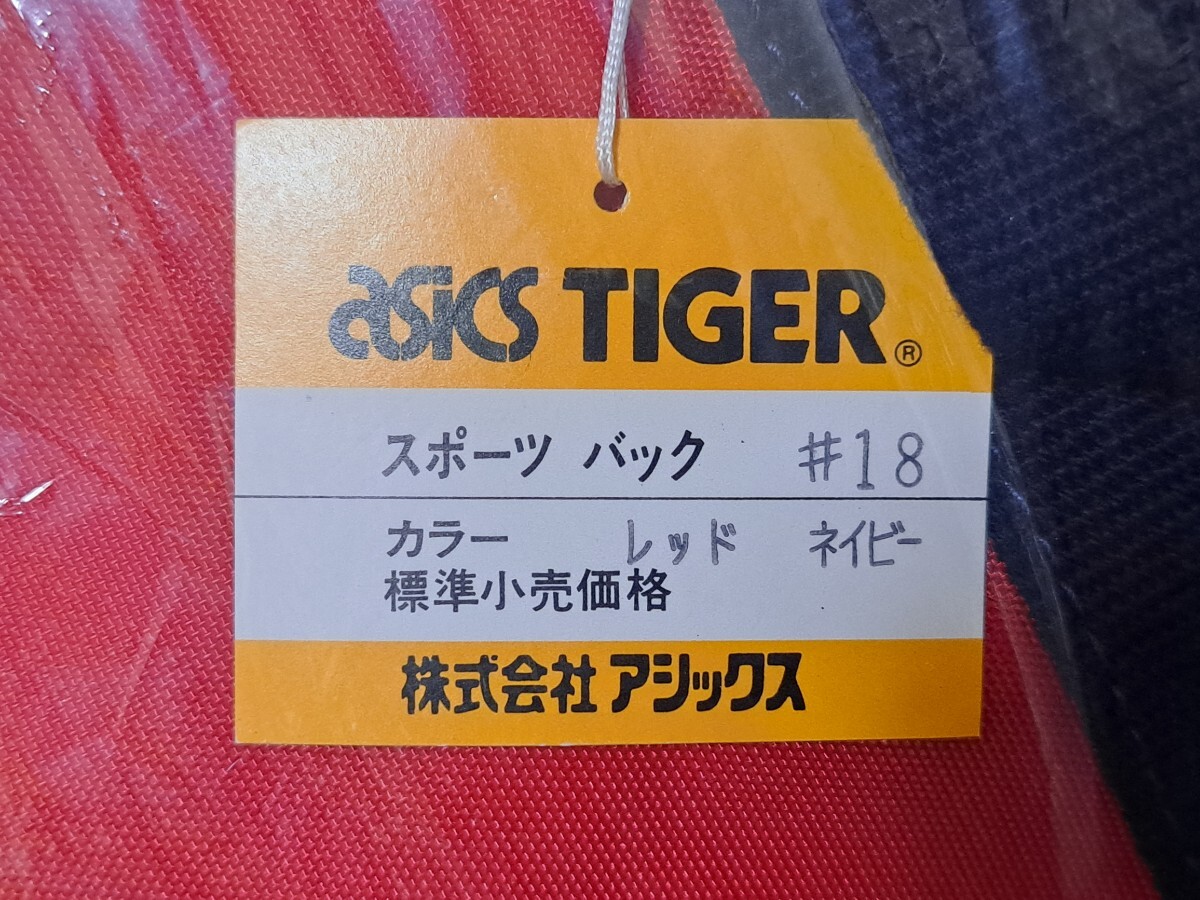 asics TIGER®
スポーツ バック #18
カラー レッド ネイビー
標準小売価格
株式会社 アシックス